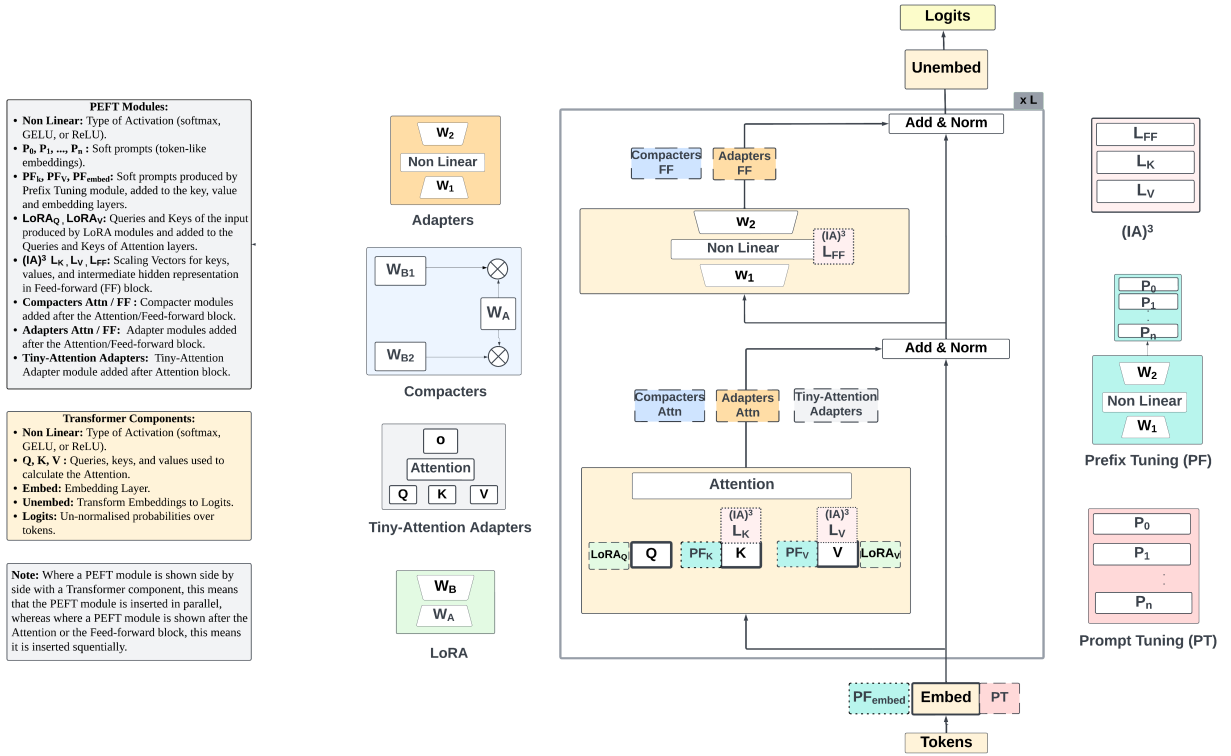 PEFT Modules:
• Non Linear: Type of Activation (softmax,
GELU, or ReLU).
• P0, P1, ..., Pn : Soft prompts (token-like
embeddings).
• PFk, PFV, PFembed: Soft prompts produced by
Prefix Tuning module, added to the key, value
and embedding layers.
• LoRAQ , LoRAV: Queries and Keys of the input
produced by LoRA modules and added to the
Queries and Keys of Attention layers.
• (IA)³ LK , LV , LFF: Scaling Vectors for keys,
values, and intermediate hidden representation
in Feed-forward (FF) block.
• Compacters Attn / FF : Compacter modules
added after the Attention/Feed-forward block.
• Adapters Attn / FF: Adapter modules added
after the Attention/Feed-forward block.
• Tiny-Attention Adapters: Tiny-Attention
Adapter module added after Attention block.
Transformer Components:
• Non Linear: Type of Activation (softmax,
GELU, or ReLU).
• Q, K, V : Queries, keys, and values used to
calculate the Attention.
• Embed: Embedding Layer.
• Unembed: Transform Embeddings to Logits.
• Logits: Un-normalised probabilities over
tokens.
Note: Where a PEFT module is shown side by
side with a Transformer component, this means
that the PEFT module is inserted in parallel,
whereas where a PEFT module is shown after the
Attention or the Feed-forward block, this means
it is inserted squentially.
W2
Non Linear
W1
Adapters
WB1
WA
WB2
Compacters
O
Attention
Q K V
Tiny-Attention Adapters
WB
WA
LoRA
Logits
Unembed
x L
Add & Norm
Compacters
FF
Adapters
FF
W2
Non Linear
(IA)³
LFF
W1
Add & Norm
Compacters
Attn
Adapters
Attn
Tiny-Attention
Adapters
Attention
(IA)³
LK
(IA)³
LV
LoRAQ Q PFK K PFV V LoRAV
PFembed Embed PT
Tokens
LFF
LK
LV
(IA)³
P0
P1
:
Pn
W2
Non Linear
W1
Prefix Tuning (PF)
P0
P1
:
Pn
Prompt Tuning (PT)